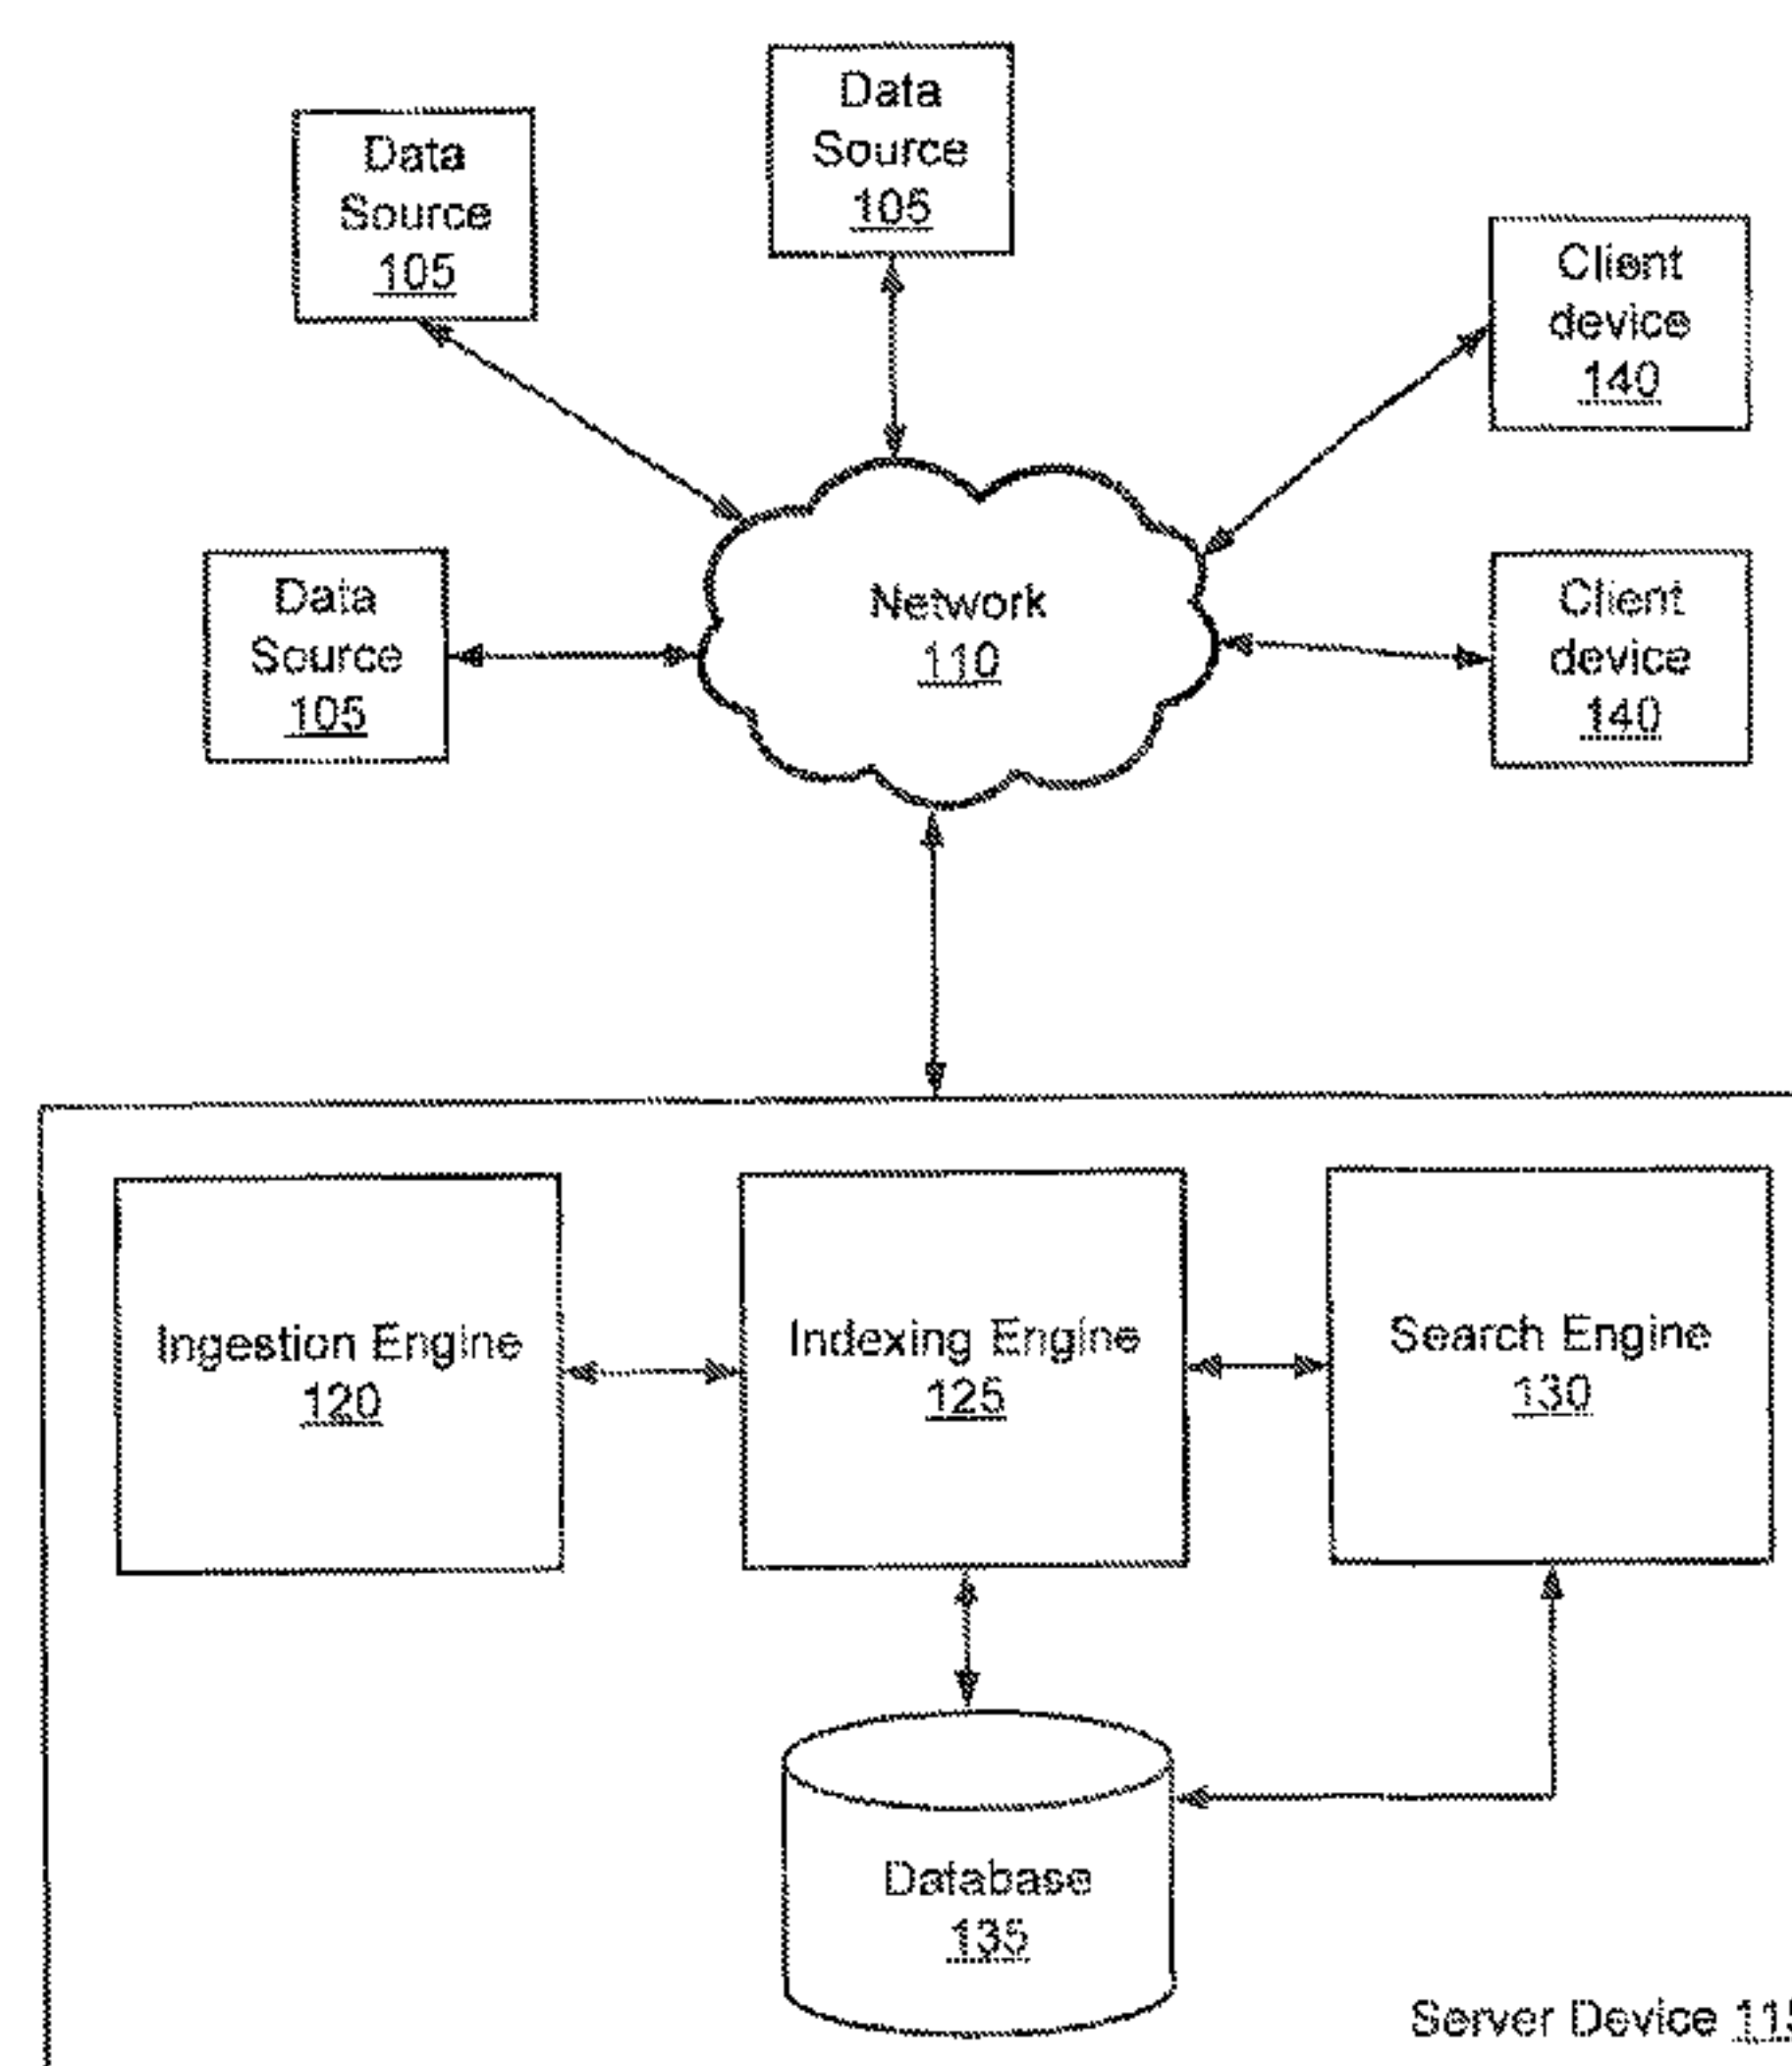 Data
Source
105
Data
Source
105
Client
device
140
Data
Source
105
Network
110
Client
device
140
Ingestion Engine
120
Indexing Engine
125
Search Engine
130
Database
135
Server Device 115